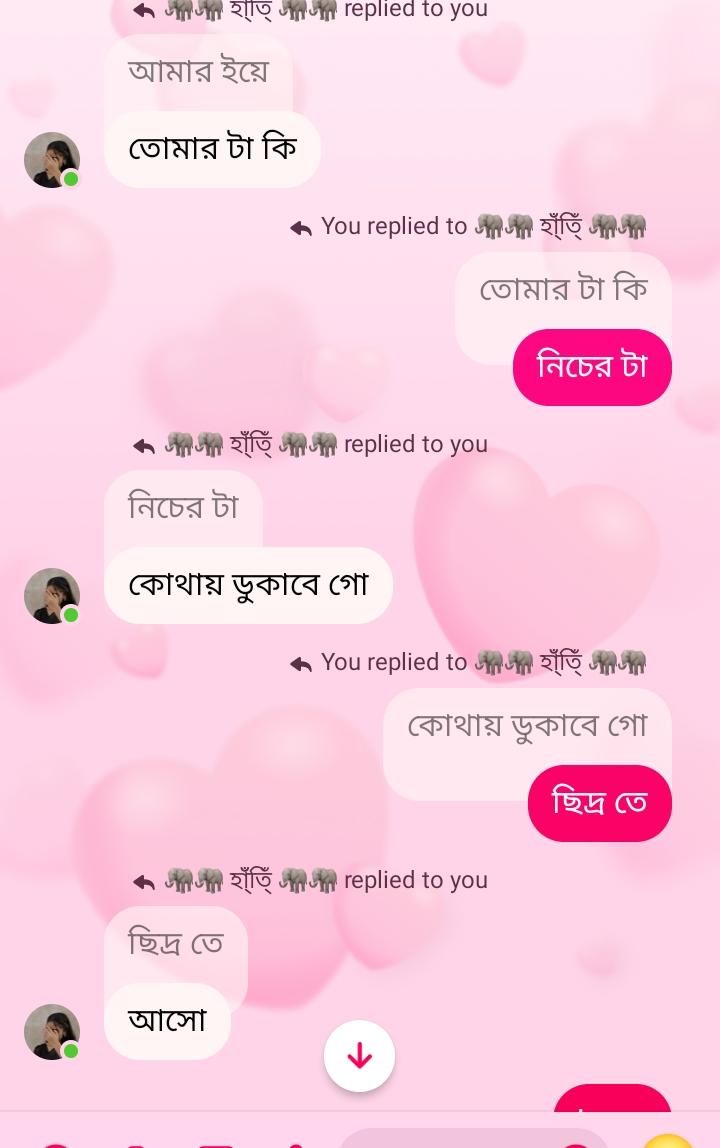 🐘🐘 হাঁতিঁ 🐘🐘 replied to you
আমার ইয়ে
তোমার টা কি
You replied to 🐘🐘 হাঁতিঁ 🐘🐘
তোমার টা কি
নিচের টা
🐘🐘 হাঁতিঁ 🐘🐘 replied to you
নিচের টা
কোথায় ডুকাবে গো
You replied to 🐘🐘 হাঁতিঁ 🐘🐘
কোথায় ডুকাবে গো
ছিদ্র তে
🐘🐘 হাঁতিঁ 🐘🐘 replied to you
ছিদ্র তে
আসো